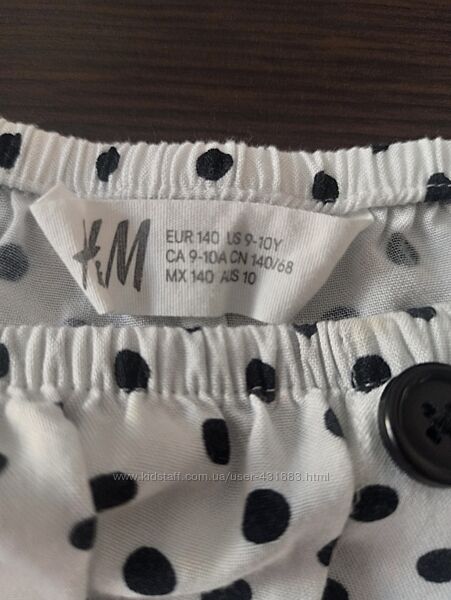 H&M
EUR 140 US 9-10Y
CA 9-10A CN 140/68
MX 140 AUS 10
www.kidstaff.com.ua/user-431883.html